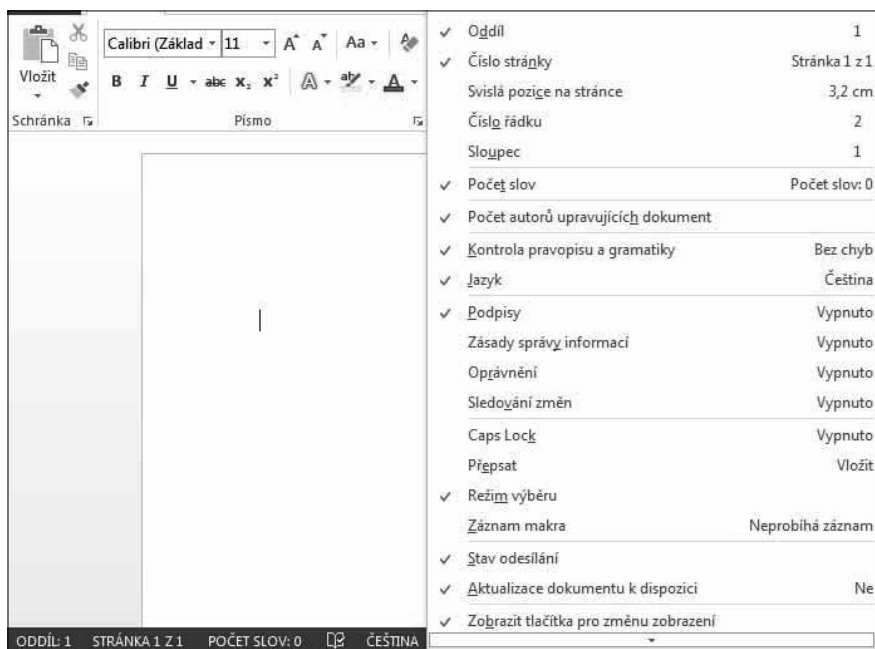 Vložit
Schránka
Calibri (Základ 11 A A Aa
B I U abc x₂ x² A aby A
Písmo
Oddíl 1
Číslo stránky Stránka 1 z 1
Svislá pozice na stránce 3,2 cm
Číslo řádku 2
Sloupec 1
Počet slov Počet slov: 0
Počet autorů upravujících dokument
Kontrola pravopisu a gramatiky Bez chyb
Jazyk Čeština
Podpisy Vypnuto
Zásady správy informací Vypnuto
Oprávnění Vypnuto
Sledování změn Vypnuto
Caps Lock Vypnuto
Přepsat Vložit
Režim výběru
Záznam makra Neprobíhá záznam
Stav odesílání
Aktualizace dokumentu k dispozici Ne
Zobrazit tlačítka pro změnu zobrazení
ODDÍL: 1 STRÁNKA 1 Z 1 POČET SLOV: 0 ČEŠTINA